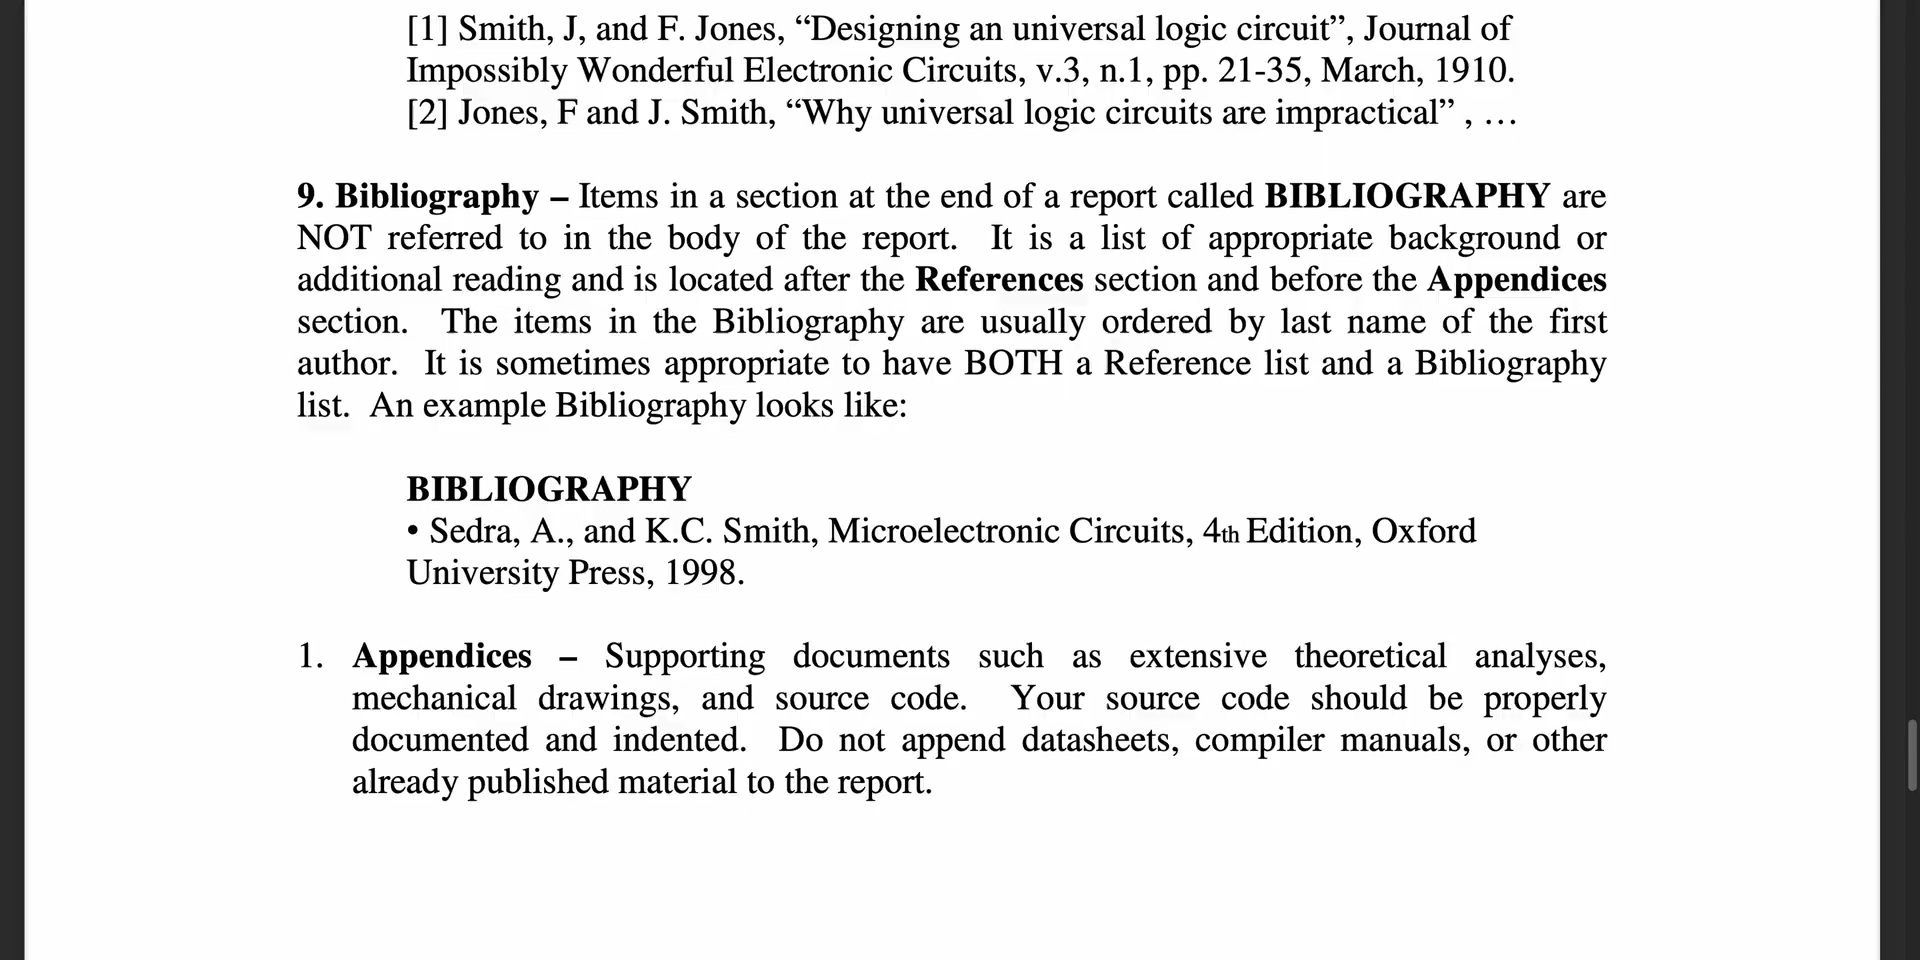 [1] Smith, J, and F. Jones, “Designing an universal logic circuit”, Journal of
Impossibly Wonderful Electronic Circuits, v.3, n.1, pp. 21-35, March, 1910.
[2] Jones, F and J. Smith, “Why universal logic circuits are impractical” , …
9. Bibliography – Items in a section at the end of a report called BIBLIOGRAPHY are
NOT referred to in the body of the report. It is a list of appropriate background or
additional reading and is located after the References section and before the Appendices
section. The items in the Bibliography are usually ordered by last name of the first
author. It is sometimes appropriate to have BOTH a Reference list and a Bibliography
list. An example Bibliography looks like:
BIBLIOGRAPHY
• Sedra, A., and K.C. Smith, Microelectronic Circuits, 4th Edition, Oxford
University Press, 1998.
1. Appendices – Supporting documents such as extensive theoretical analyses,
mechanical drawings, and source code. Your source code should be properly
documented and indented. Do not append datasheets, compiler manuals, or other
already published material to the report.